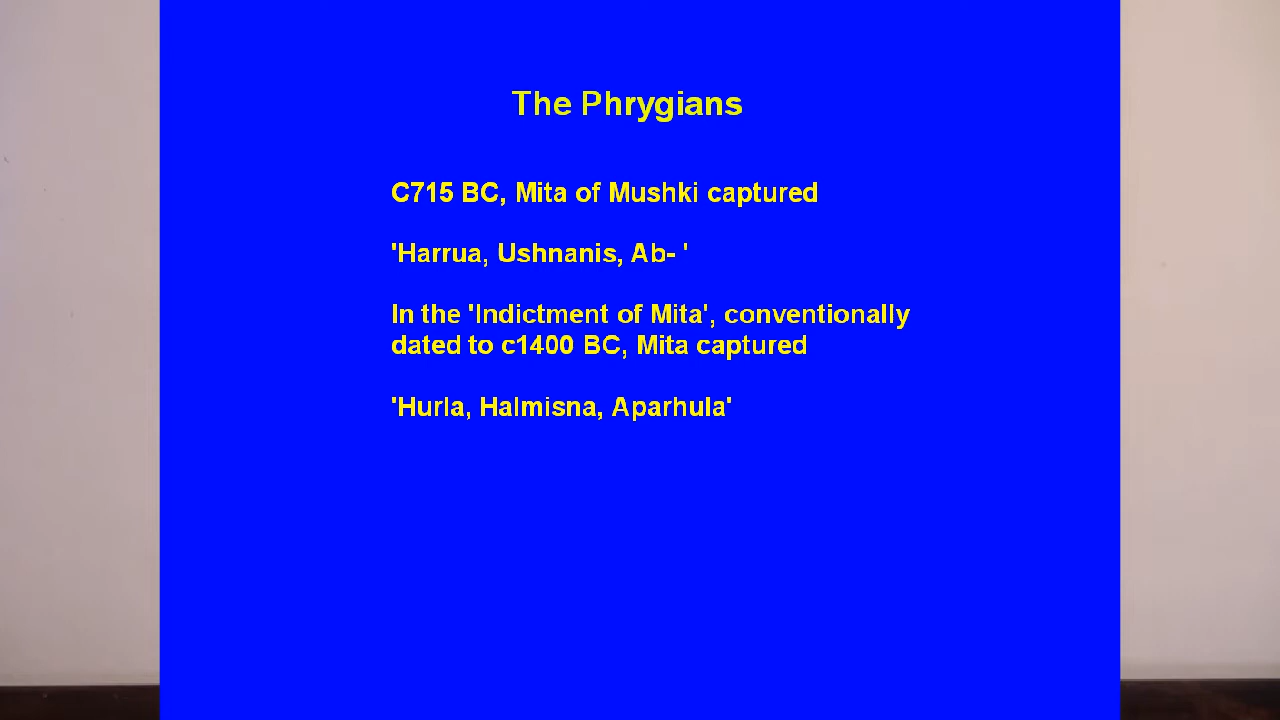 The Phrygians
C715 BC, Mita of Mushki captured
'Harrua, Ushnanis, Ab- '
In the 'Indictment of Mita', conventionally
dated to c1400 BC, Mita captured
'Hurla, Halmisna, Aparhula'